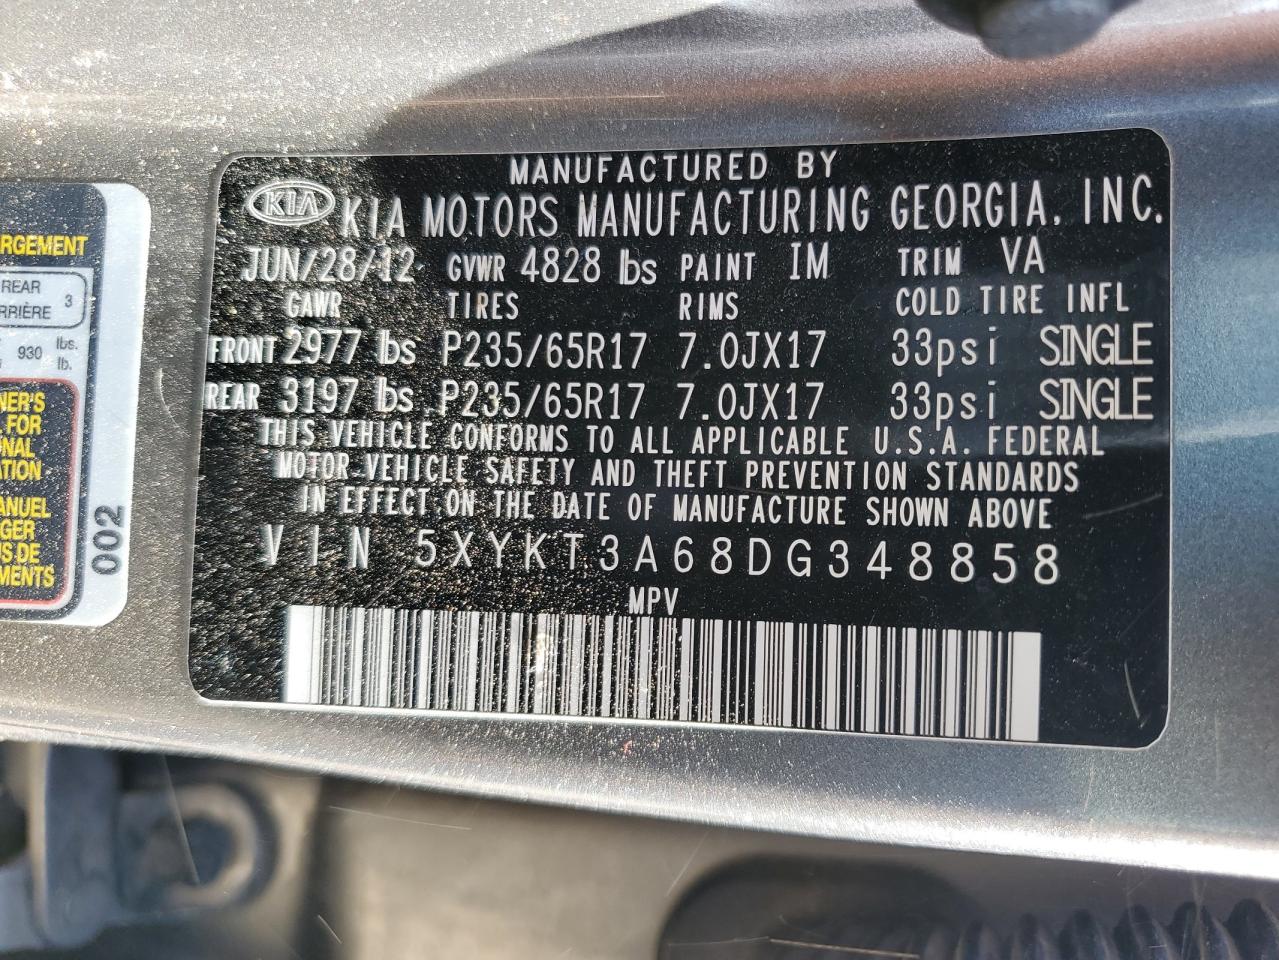 MANUFACTURED BY
KIA KIA MOTORS MANUFACTURING GEORGIA, INC.
JUN/28/12 GVWR 4828 lbs PAINT IM TRIM VA
GAWR TIRES RIMS COLD TIRE INFL
FRONT 2977 lbs P235/65R17 7.0JX17 33psi SINGLE
REAR 3197 lbs P235/65R17 7.0JX17 33psi SINGLE
THIS VEHICLE CONFORMS TO ALL APPLICABLE U.S.A. FEDERAL
MOTOR-VEHICLE SAFETY AND THEFT PREVENTION STANDARDS
IN EFFECT ON THE DATE OF MANUFACTURE SHOWN ABOVE
VIN 5XYKT3A68DG348858
MPV
RGEMENT
REAR
RRIÈRE 3
930 lbs.
lb.
NER'S
FOR
ONAL
ATION
ANUEL
GER
US DE
MENTS
002